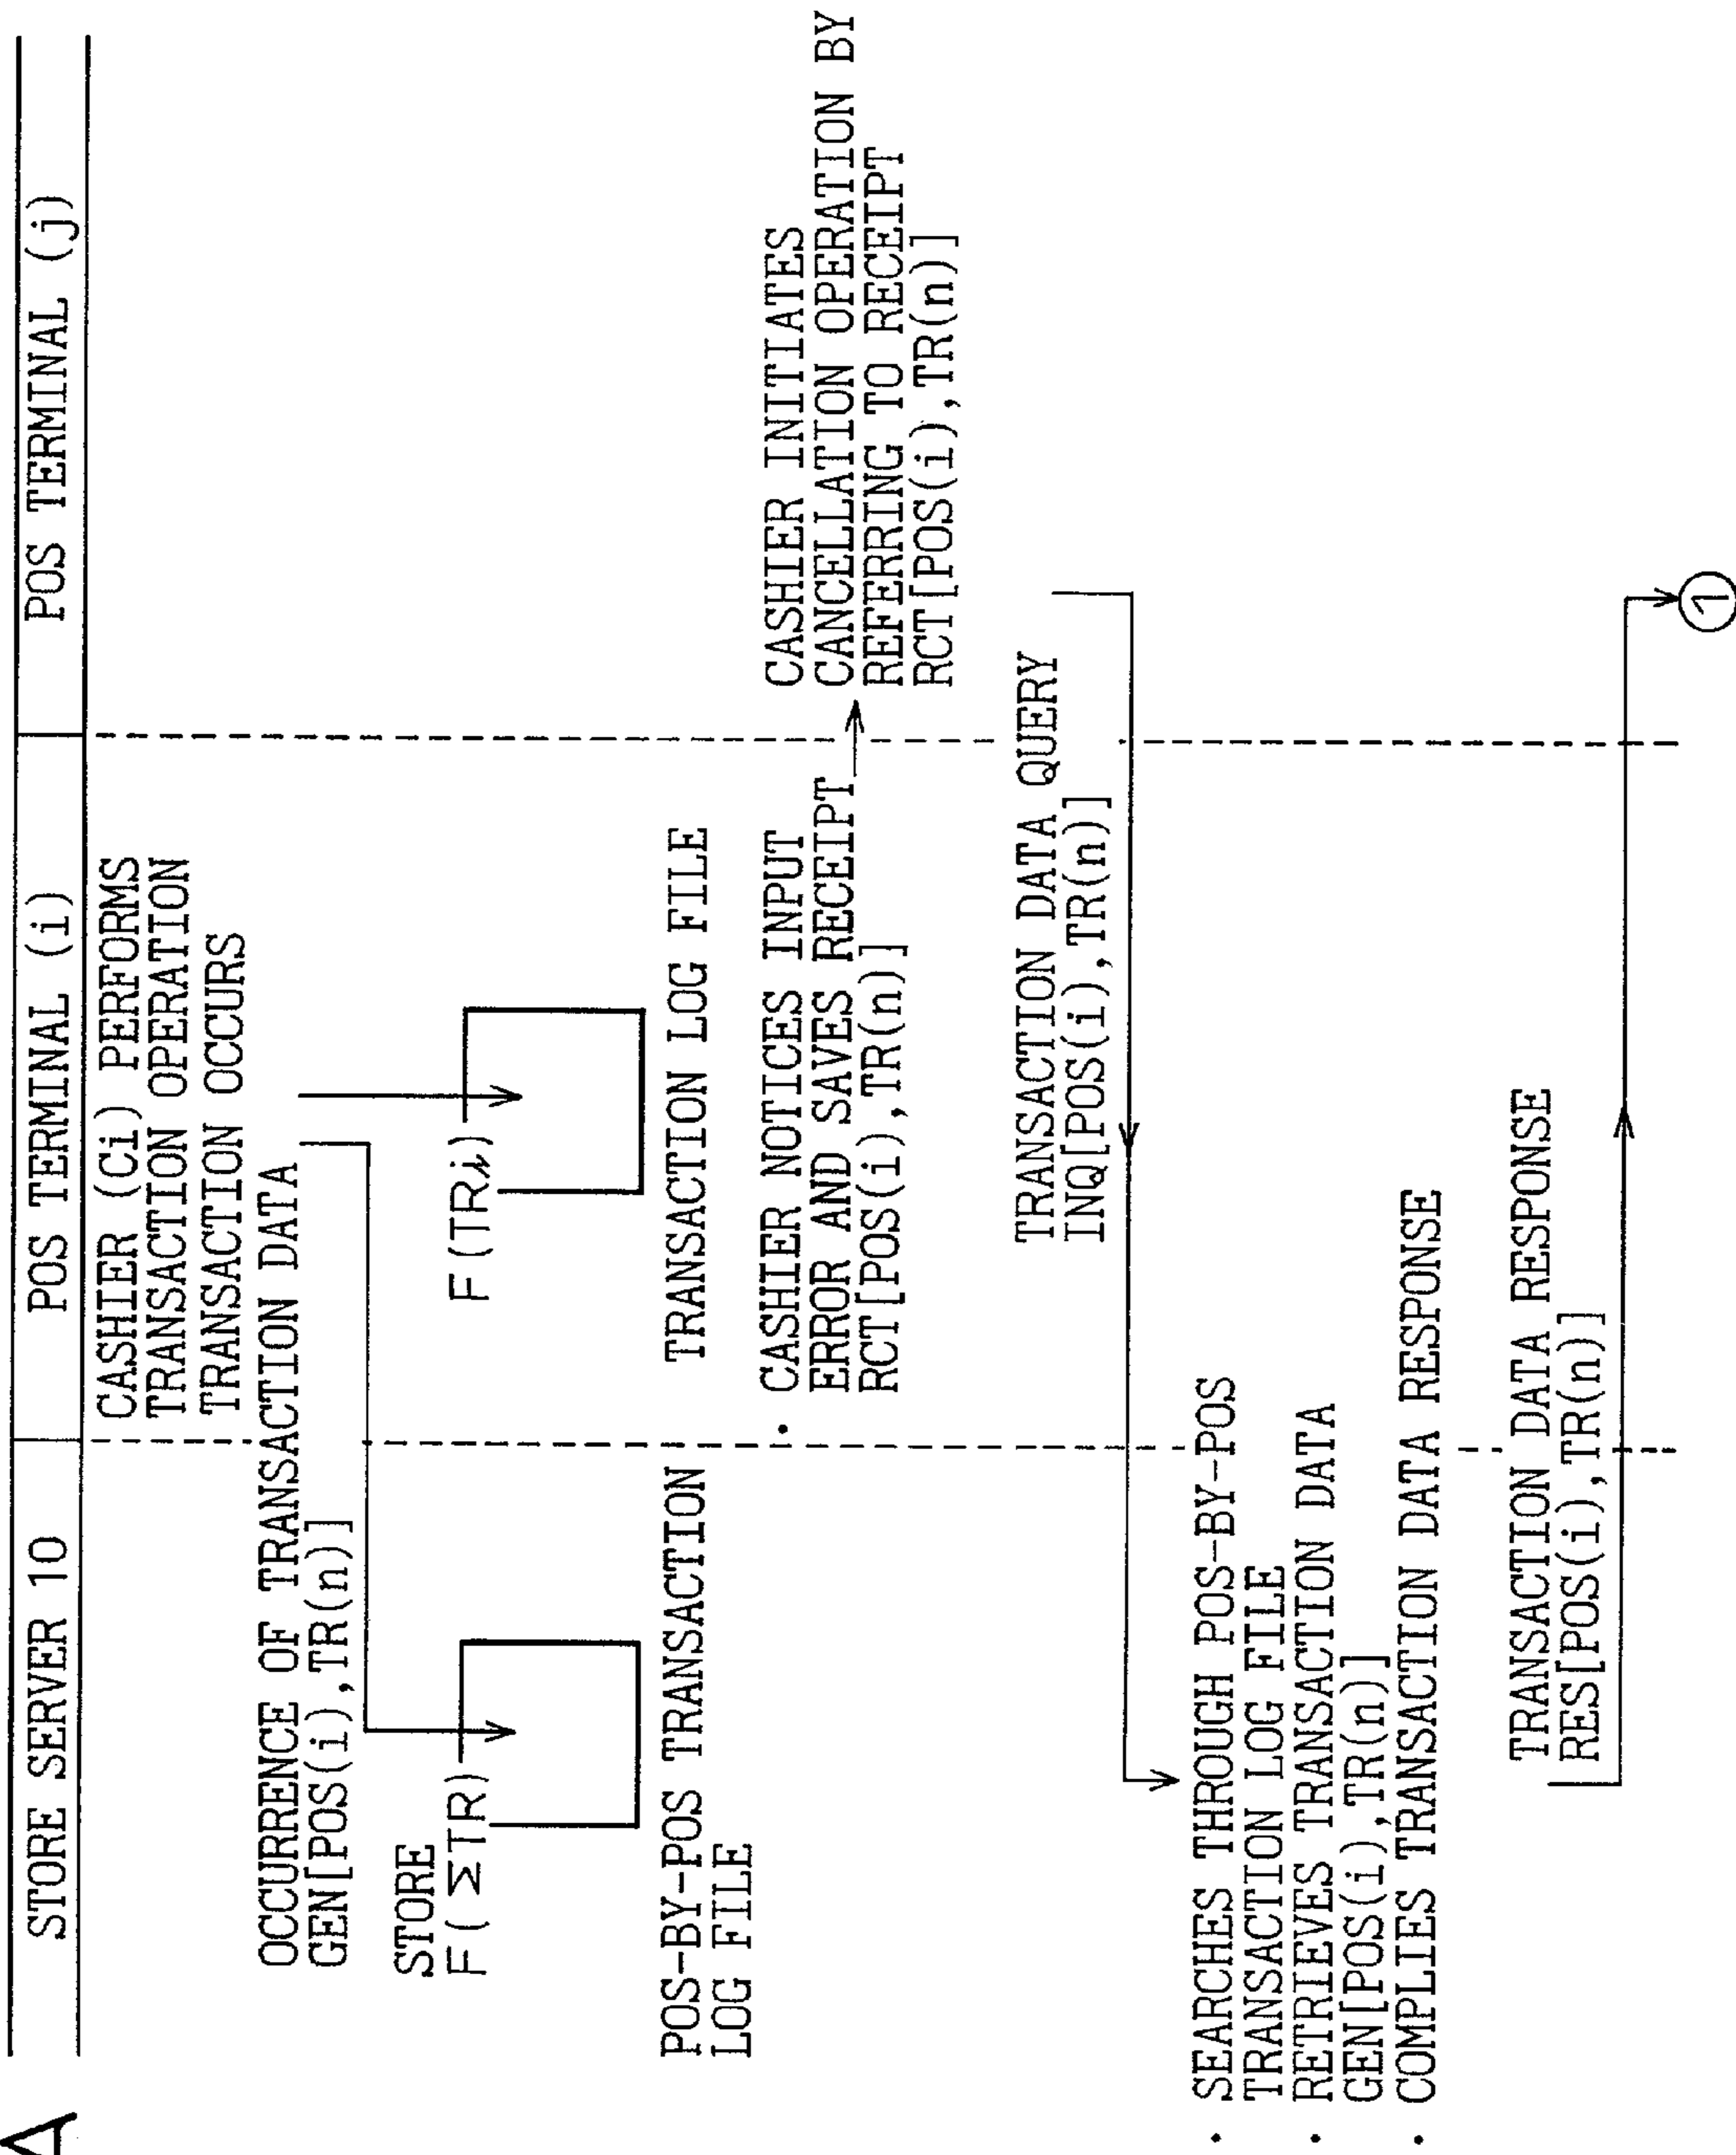 A
STORE SERVER 10
POS TERMINAL (i)
POS TERMINAL (j)
CASHIER (Ci) PERFORMS
TRANSACTION OPERATION
TRANSACTION OCCURS
OCCURRENCE OF TRANSACTION DATA
GEN[POS(i),TR(n)]
STORE
F(ΣTR)
F(TRi)
POS-BY-POS TRANSACTION
LOG FILE
TRANSACTION LOG FILE
· CASHIER NOTICES INPUT
ERROR AND SAVES RECEIPT
RCT[POS(i),TR(n)]
CASHIER INITIATES
CANCELLATION OPERATION BY
REFERRING TO RECEIPT
RCT[POS(i),TR(n)]
TRANSACTION DATA QUERY
INQ[POS(i),TR(n)]
· SEARCHES THROUGH POS-BY-POS
TRANSACTION LOG FILE
· RETRIEVES TRANSACTION DATA
GEN[POS(i),TR(n)]
· COMPLIES TRANSACTION DATA RESPONSE
TRANSACTION DATA RESPONSE
RES[POS(i),TR(n)]
1